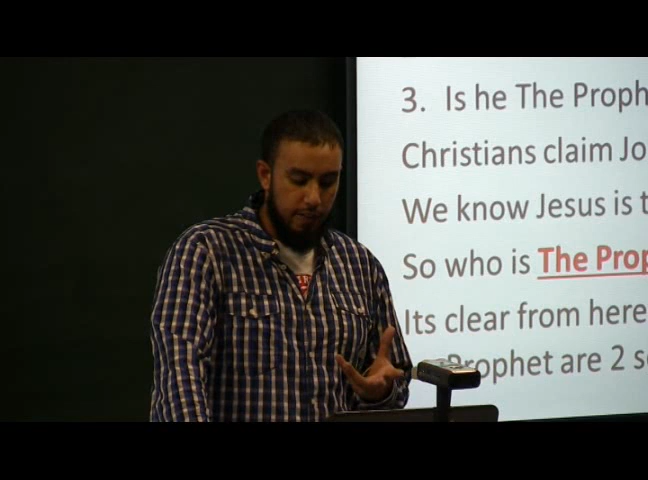 3. Is he The Proph
Christians claim Jo
We know Jesus is t
So who is The Prop
Its clear from here
Prophet are 2 s